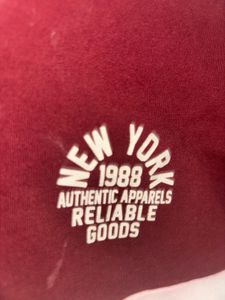 NEW YORK
1988
AUTHENTIC APPARELS
RELIABLE
GOODS